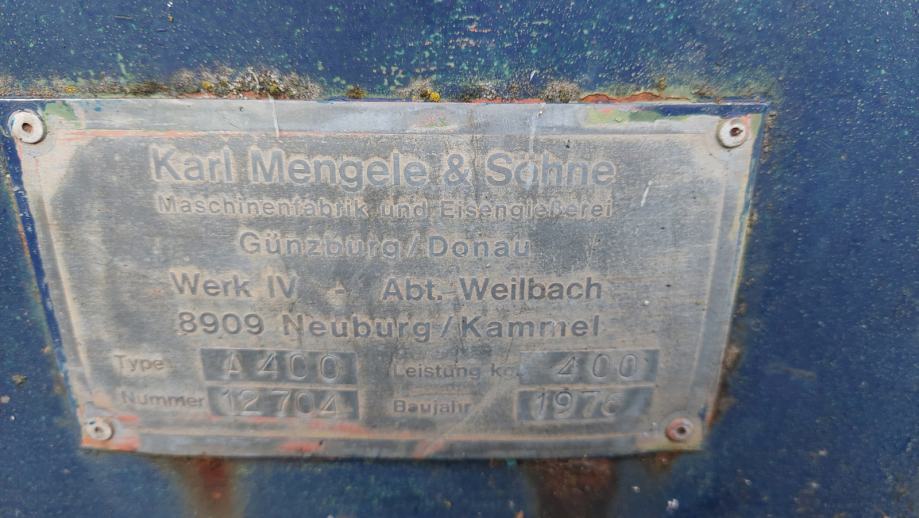 Karl Mengele & Söhne
Maschinenfabrik und Eisengießerei
Günzburg/Donau
Werk IV - Abt. Weilbach
8909 Neuburg/Kammel
Type A 400 Leistung kg 400
Nummer 12704 Baujahr